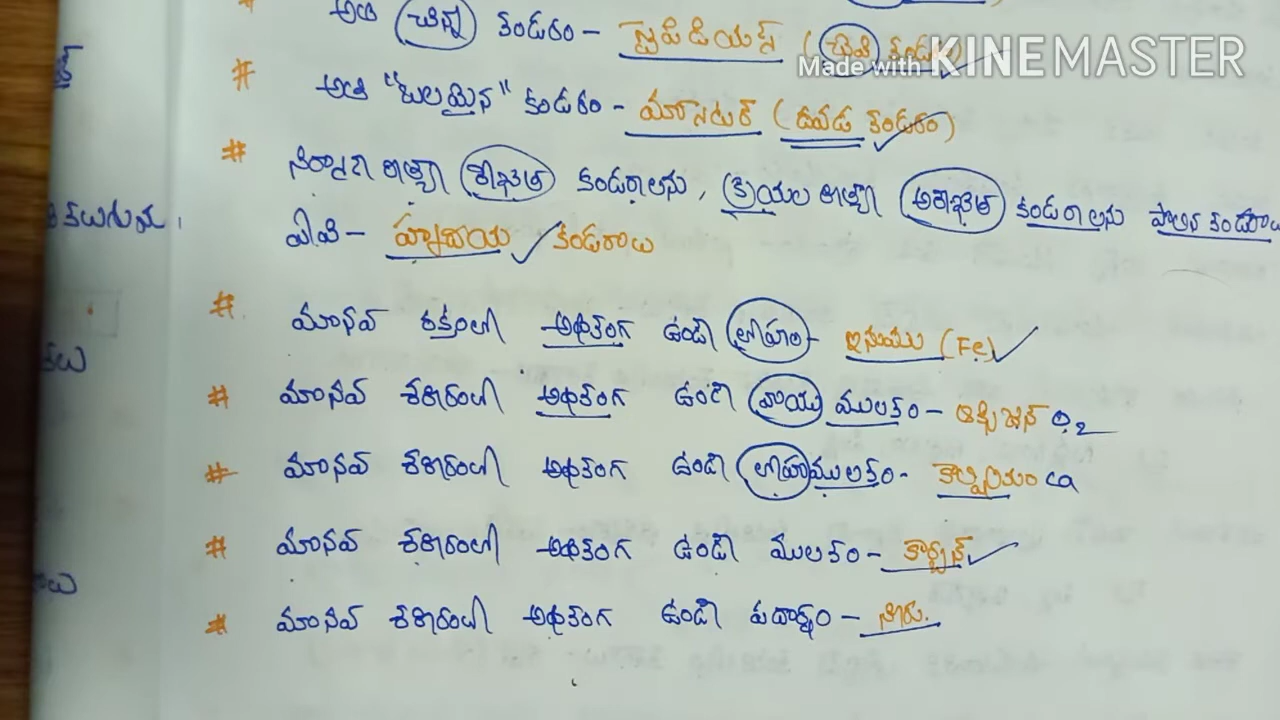 # అతి చిన్న కండరం - స్టెపిడియస్ (చెవి కండరం)
Made with KINEMASTER
# అతి "బలమైన" కండరం - మాసెటర్ (దవడ కండరం)
# నిర్మాణ రీత్యా రేఖిత కండరాలను, క్రియల రీత్యా అరేఖిత కండరాలను పోలిన కండరాలు
ఏవి - హృదయ కండరాలు
# మానవ రక్తంలో అధికంగ ఉండే లోహం - ఇనుము (Fe)
# మానవ శరీరంలో అధికంగ ఉండే వాయు మూలకం - ఆక్సిజన్ O2
# మానవ శరీరంలో అధికంగ ఉండే లోహ మూలకం - కాల్షియం ca
# మానవ శరీరంలో అధికంగ ఉండే మూలకం - కార్బన్
# మానవ శరీరంలో అధికంగ ఉండే పదార్థం - నీరు.
కలుగును.